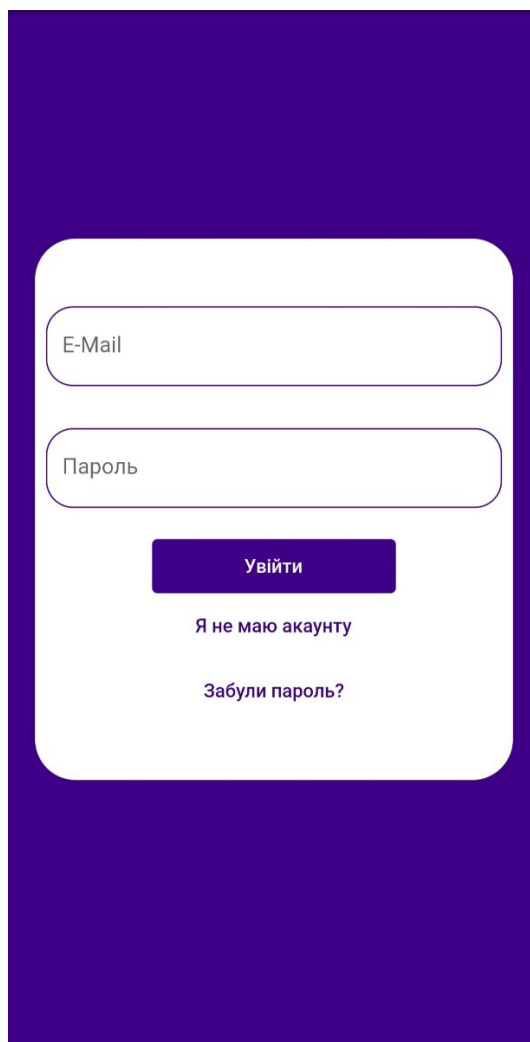 E-Mail
Пароль
Увійти
Я не маю акаунту
Забули пароль?